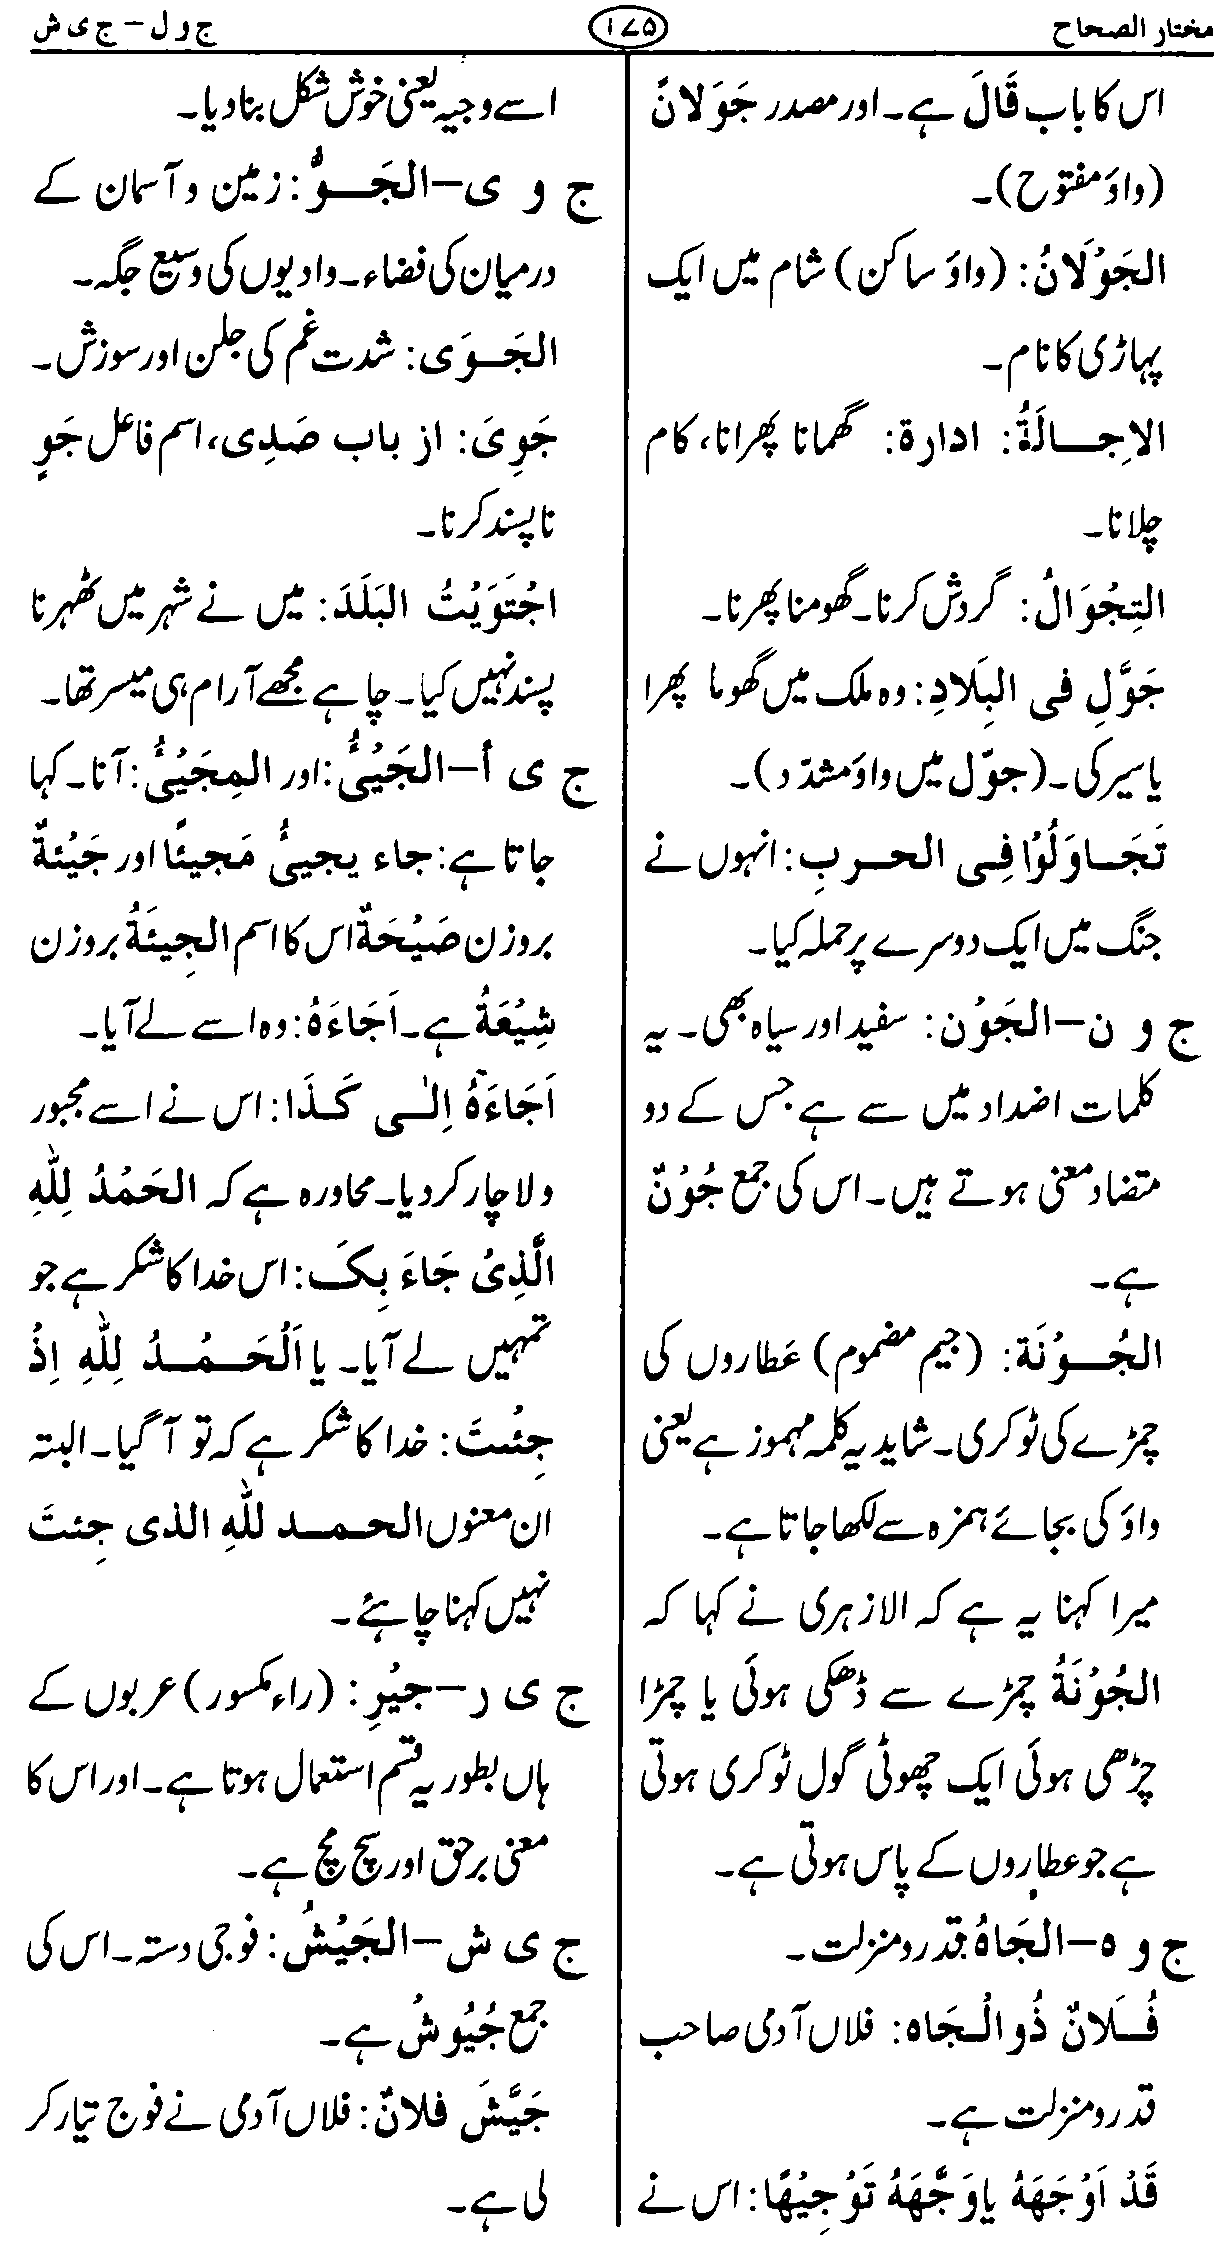 مختار الصحاح ١٧٥ ج و ل – ج ی ش
اس کا باب قَالَ ہے۔ اور مصدر جَوَلانًا
(واؤ مفتوح)۔
الجَوْلَانُ: (واؤ ساکن) شام میں ایک
پہاڑی کا نام۔
الاِجالَةُ: ادارة: گھمانا پھرانا، کام
چلانا۔
التِجْوَالُ: گردش کرنا۔ گھومنا پھرنا۔
جَوَّلِ فی البِلَادِ: وہ ملک میں گھوما پھرا
یا سیر کی۔ (جوّل میں واؤ مشدّد)۔
تَجَاوَلُوْا فِی الحربِ: انہوں نے
جنگ میں ایک دوسرے پر حملہ کیا۔
ج و ن–الجَوْن: سفید اور سیاہ بھی۔ یہ
کلمات اضداد میں سے ہے جس کے دو
متضاد معنی ہوتے ہیں۔ اس کی جمع جُوْنٌ
ہے۔
الجُوْنَة: (جیم مضموم) عَطاروں کی
چمڑے کی ٹوکری۔ شاید یہ کلمہ مہموز ہے یعنی
واؤ کی بجائے ہمزہ سے لکھا جاتا ہے۔
میرا کہنا یہ ہے کہ الازہری نے کہا کہ
الجُوْنَةُ چمڑے سے ڈھکی ہوئی یا چمڑا
چڑھی ہوئی ایک چھوٹی گول ٹوکری ہوتی
ہے جو عطاروں کے پاس ہوتی ہے۔
ج و ہ–الجَاہُ قدر و منزلت۔
فُلَانٌ ذُو الْجَاہ: فلاں آدمی صاحب
قدر و منزلت ہے۔
قَدْ اَوْجَهَهُ یا وَجَّهَهُ تَوْجِیْهًا: اس نے
اسے وجیہ یعنی خوش شکل بنا دیا۔
ج و ی–الجَوُّ: زمین و آسمان کے
درمیان کی فضاء۔ وادیوں کی وسیع جگہ۔
الجَوَی: شدت غم کی جلن اور سوزش۔
جَوِیَ: از باب صَدِی، اسم فاعل جَوٍ
ناپسند کرنا۔
اجْتَوَیْتُ البَلَدَ: میں نے شہر میں ٹھہرنا
پسند نہیں کیا۔ چاہے مجھے آرام ہی میسر تھا۔
ج ی أ–الجَیْیُٔ: اور المِجَیْیُٔ: آنا۔ کہا
جاتا ہے: جاء یجییُٔ مَجیئًا اور جَیْئةٌ
بروزن صَیْحَةٌ اس کا اسم الجِیئَةُ بروزن
شِیْعَةُ ہے۔ اَجَاءَهُ: وہ اسے لے آیا۔
اَجَاءَهُ اِلٰی کَذَا: اس نے اسے مجبور
و لاچار کر دیا۔ محاورہ ہے کہ الحَمْدُ لِلّٰهِ
الَّذِیْ جَاءَ بِکَ: اس خدا کا شکر ہے جو
تمہیں لے آیا۔ یا اَلْحَمْدُ لِلّٰهِ اِذْ
جِئْتَ: خدا کا شکر ہے کہ تو آ گیا۔ البتہ
ان معنوں الحمد للّٰهِ الذی جِئتَ
نہیں کہنا چاہئے۔
ج ی ر–جیْرِ: (راء مکسور) عربوں کے
ہاں بطور یہ قسم استعمال ہوتا ہے۔ اور اس کا
معنی برحق اور سچ مچ ہے۔
ج ی ش–الجَیْشُ: فوجی دستہ۔ اس کی
جمع جُیُوشُ ہے۔
جَیَّشَ فلانٌ: فلاں آدمی نے فوج تیار کر
لی ہے۔